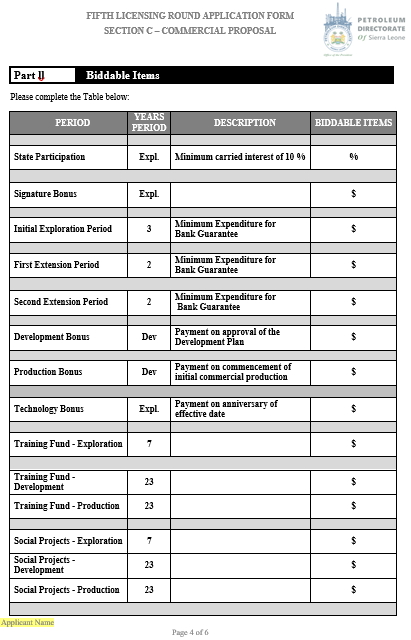 FIFTH LICENSING ROUND APPLICATION FORM
SECTION C – COMMERCIAL PROPOSAL
PETROLEUM
DIRECTORATE
Of Sierra Leone
Part II Biddable Items
Please complete the Table below:
PERIOD YEARS PERIOD DESCRIPTION BIDDABLE ITEMS
State Participation Expl. Minimum carried interest of 10 % %
Signature Bonus Expl. $
Initial Exploration Period 3 Minimum Expenditure for
Bank Guarantee $
First Extension Period 2 Minimum Expenditure for
Bank Guarantee $
Second Extension Period 2 Minimum Expenditure for
Bank Guarantee $
Development Bonus Dev Payment on approval of the
Development Plan $
Production Bonus Dev Payment on commencement of
initial commercial production $
Technology Bonus Expl. Payment on anniversary of
effective date $
Training Fund - Exploration 7 $
Training Fund -
Development 23 $
Training Fund - Production 23 $
Social Projects - Exploration 7 $
Social Projects -
Development 23 $
Social Projects - Production 23 $
Applicant Name
Page 4 of 6